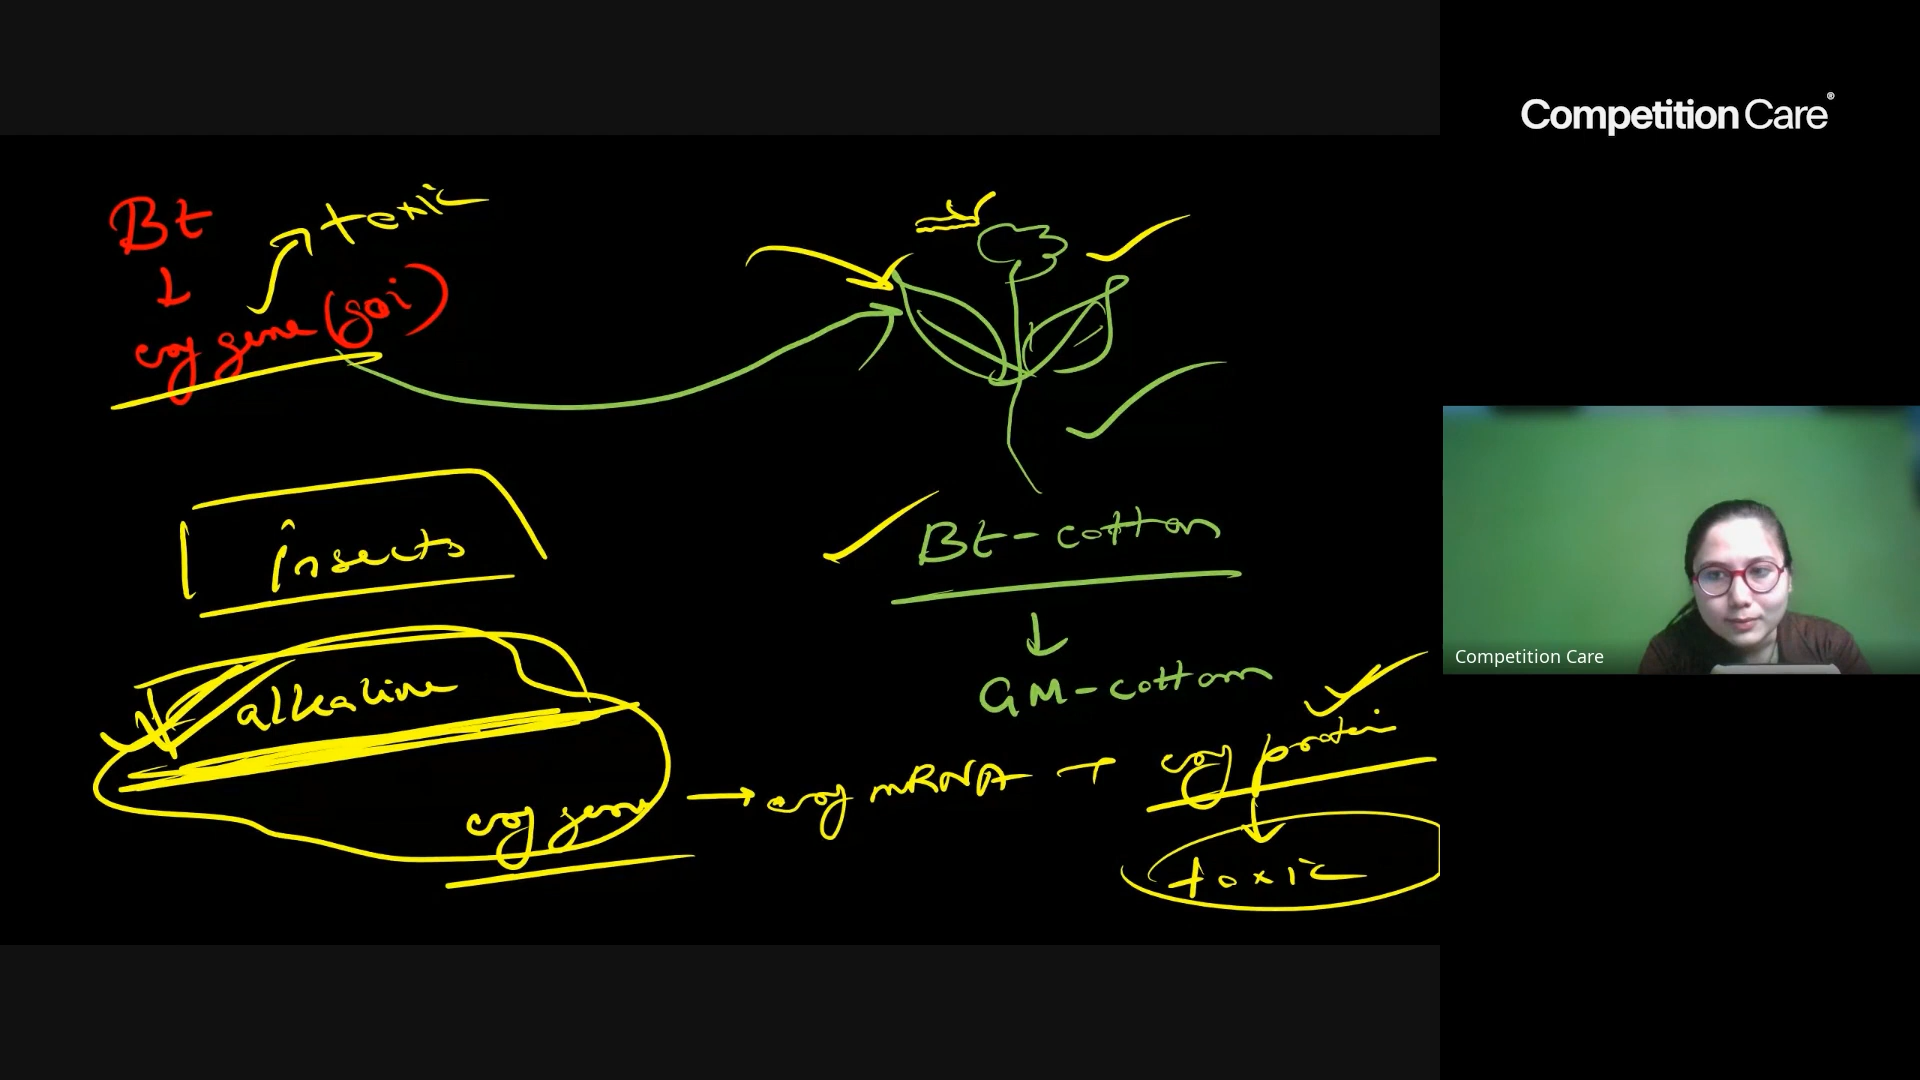 Competition Care®
Bt
toxic
cry gene (goi)
insects
Bt-cotton
alkaline
GM-cotton
cry gene → cry mRNA → cry protein
toxic
Competition Care